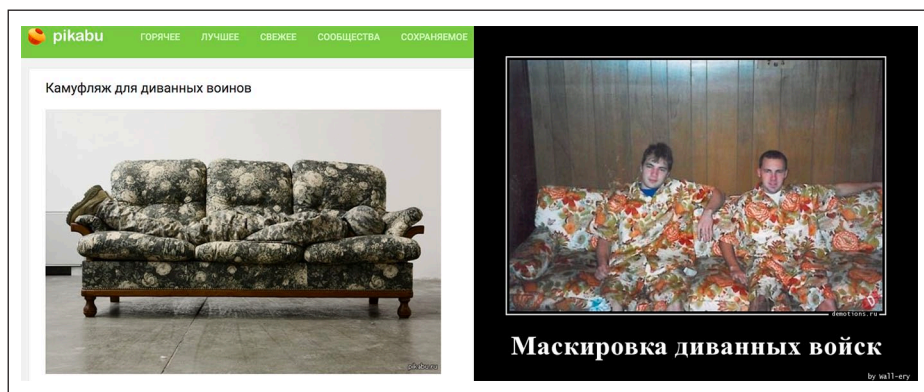 pikabu
ГОРЯЧЕЕ ЛУЧШЕЕ СВЕЖЕЕ СООБЩЕСТВА СОХРАНЯЕМОЕ
Камуфляж для диванных воинов
pikabu.ru
demotions.ru
Маскировка диванных войск
by wall-ery